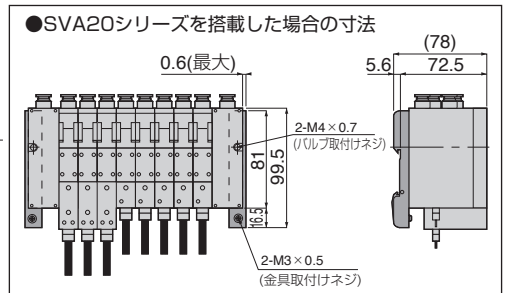 ●SVA20シリーズを搭載した場合の寸法
(78)
0.6(最大)
5.6 72.5
2-M4×0.7
(バルブ取付けネジ)
81
99.5
16.5
2-M3×0.5
(金具取付けネジ)